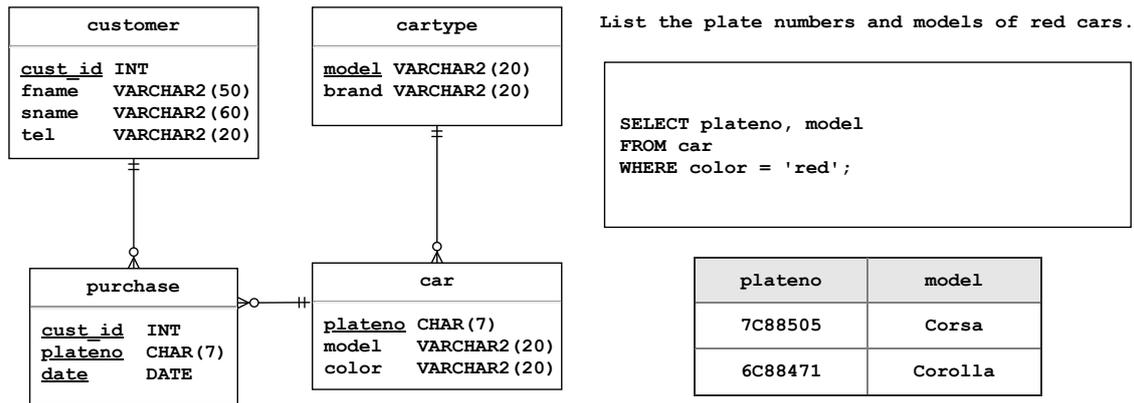 customer
cust_id INT
fname VARCHAR2(50)
sname VARCHAR2(60)
tel VARCHAR2(20)
cartype
model VARCHAR2(20)
brand VARCHAR2(20)
purchase
cust_id INT
plateno CHAR(7)
date DATE
car
plateno CHAR(7)
model VARCHAR2(20)
color VARCHAR2(20)
List the plate numbers and models of red cars.
SELECT plateno, model
FROM car
WHERE color = 'red';
plateno model
7C88505 Corsa
6C88471 Corolla